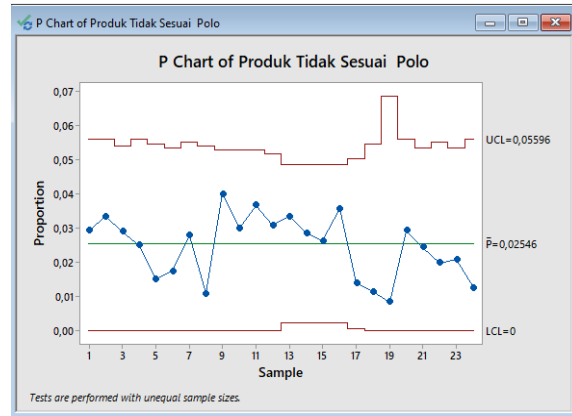 P Chart of Produk Tidak Sesuai Polo
P Chart of Produk Tidak Sesuai Polo
0,07
0,06
0,05
0,04
0,03
0,02
0,01
0,00
Proportion
UCL=0,05596
P̄=0,02546
LCL=0
1 3 5 7 9 11 13 15 17 19 21 23
Sample
Tests are performed with unequal sample sizes.